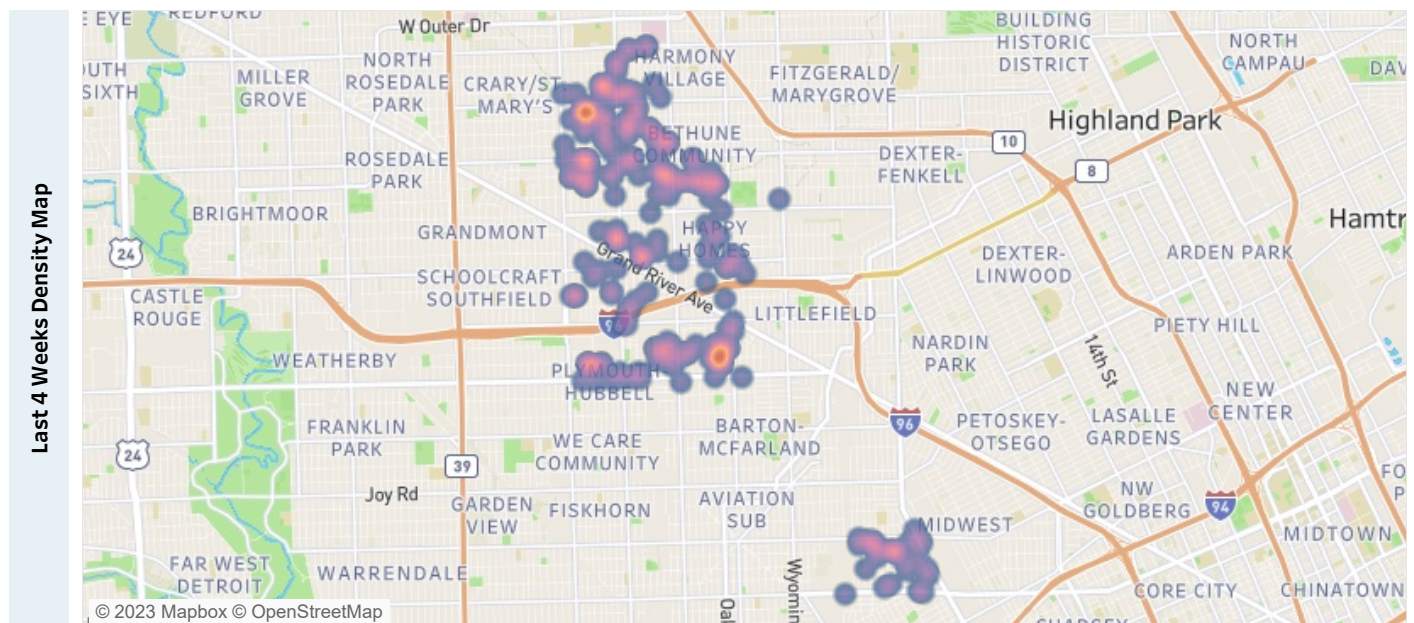 Last 4 Weeks Density Map
REDFORD
W Outer Dr
BUILDING
HISTORIC
DISTRICT
NORTH
CAMPAU
NORTH
ROSEDALE
PARK
MILLER
GROVE
CRARY/ST.
MARY'S
HARMONY
VILLAGE
FITZGERALD/
MARYGROVE
Highland Park
BETHUNE
COMMUNITY
10
8
DEXTER-
FENKELL
ROSEDALE
PARK
BRIGHTMOOR
Hamtr
GRANDMONT
HAPPY
HOMES
24
Grand River Ave
DEXTER-
LINWOOD
ARDEN PARK
SCHOOLCRAFT
SOUTHFIELD
CASTLE
ROUGE
96
LITTLEFIELD
PIETY HILL
WEATHERBY
NARDIN
PARK
14th St
PLYMOUTH-
HUBBELL
NEW
CENTER
FRANKLIN
PARK
WE CARE
COMMUNITY
BARTON-
MCFARLAND
96
PETOSKEY-
OTSEGO
LASALLE
GARDENS
24
39
Joy Rd
GARDEN
VIEW
FISKHORN
AVIATION
SUB
NW
GOLDBERG
94
MIDWEST
MIDTOWN
FAR WEST
DETROIT
WARRENDALE
Wyomin
CORE CITY
CHINATOWN
© 2023 Mapbox © OpenStreetMap